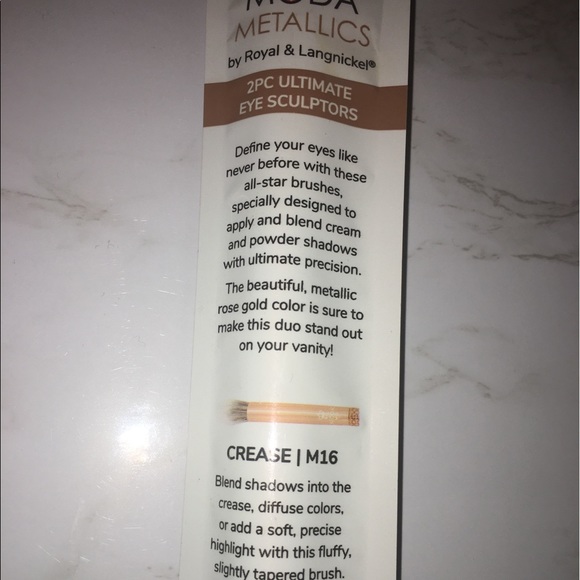 MODA
METALLICS
by Royal & Langnickel®
2PC ULTIMATE
EYE SCULPTORS
Define your eyes like
never before with these
all-star brushes,
specially designed to
apply and blend cream
and powder shadows
with ultimate precision.
The beautiful, metallic
rose gold color is sure to
make this duo stand out
on your vanity!
CREASE | M16
Blend shadows into the
crease, diffuse colors,
or add a soft, precise
highlight with this fluffy,
slightly tapered brush.